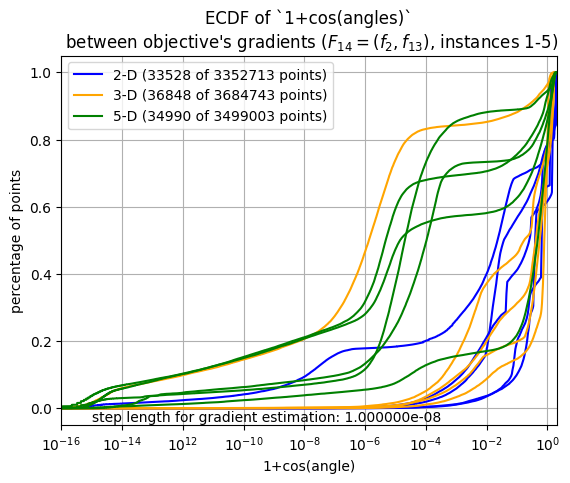 ECDF of `1+cos(angles)`
between objective's gradients (F₁₄ = (f₂, f₁₃), instances 1-5)
2-D (33528 of 3352713 points)
3-D (36848 of 3684743 points)
5-D (34990 of 3499003 points)
percentage of points
1.0
0.8
0.6
0.4
0.2
0.0
step length for gradient estimation: 1.000000e-08
10⁻¹⁶ 10⁻¹⁴ 10⁻¹² 10⁻¹⁰ 10⁻⁸ 10⁻⁶ 10⁻⁴ 10⁻² 10⁰
1+cos(angle)